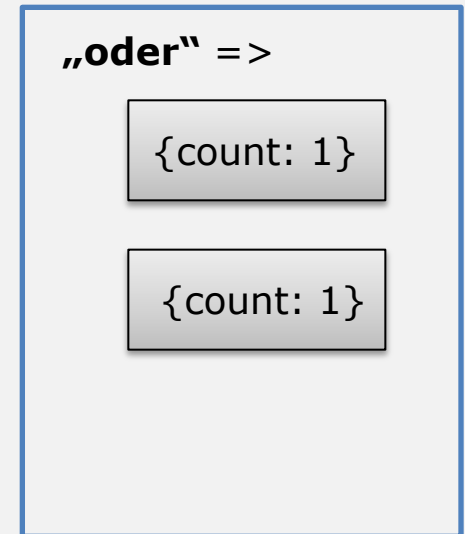 „oder“ =>
{count: 1}
{count: 1}